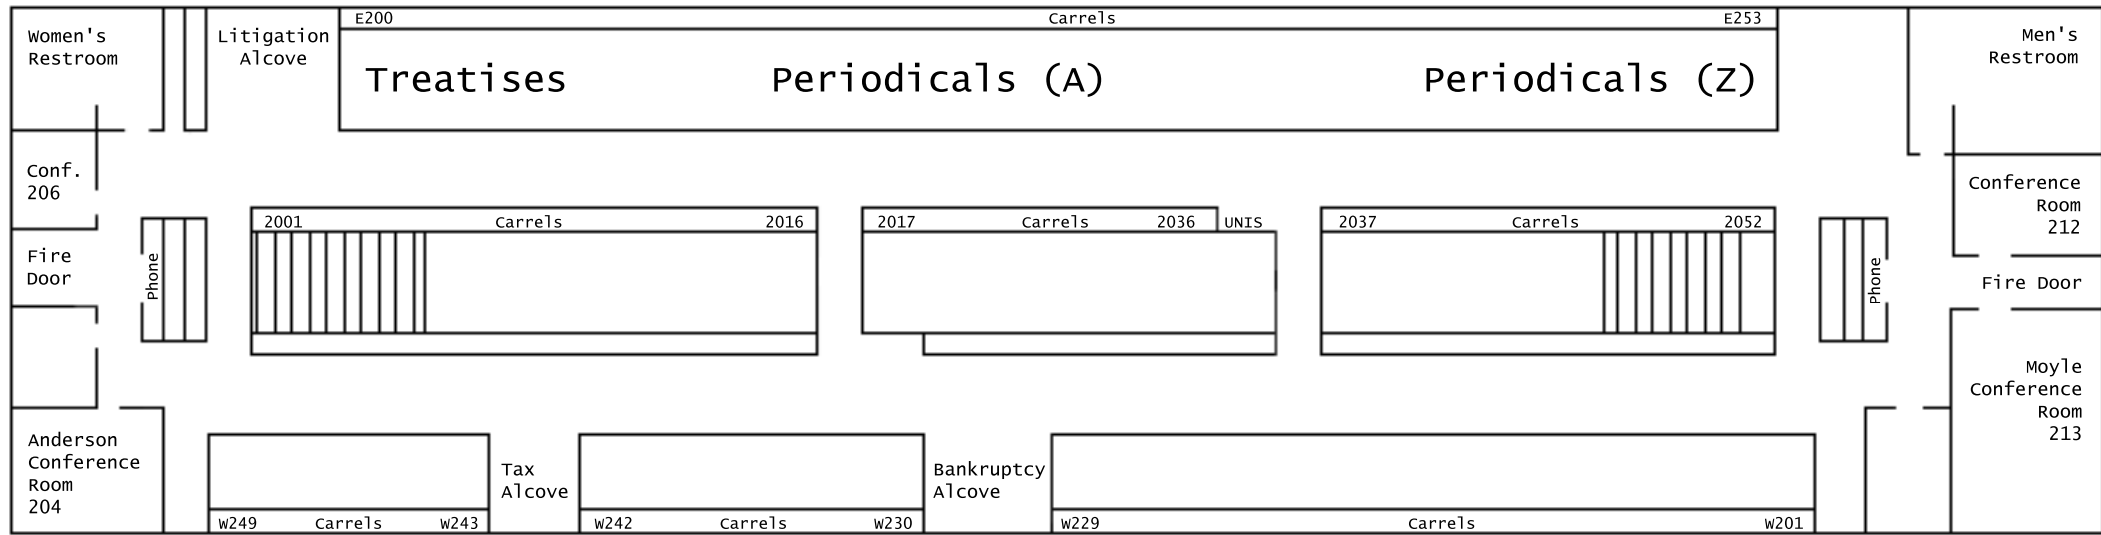 E200 Carrels E253
Women's
Restroom
Litigation
Alcove
Men's
Restroom
Treatises Periodicals (A) Periodicals (Z)
Conf.
206
Conference
Room
212
2001 Carrels 2016
2017 Carrels 2036 UNIS
2037 Carrels 2052
Fire
Door
Phone
Phone
Fire Door
Moyle
Conference
Room
213
Anderson
Conference
Room
204
Tax
Alcove
Bankruptcy
Alcove
W249 Carrels W243
W242 Carrels W230
W229 Carrels W201